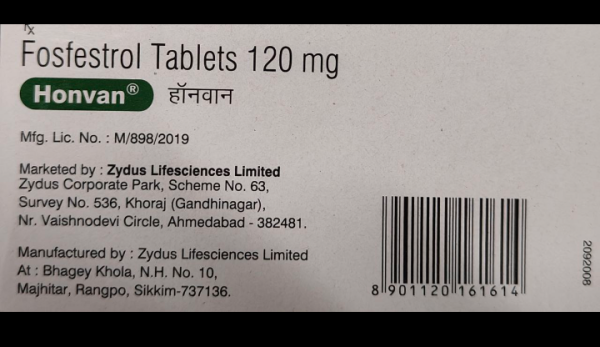 Rx
Fosfestrol Tablets 120 mg
Honvan® हॉनवान
Mfg. Lic. No. : M/898/2019
Marketed by : Zydus Lifesciences Limited
Zydus Corporate Park, Scheme No. 63,
Survey No. 536, Khoraj (Gandhinagar),
Nr. Vaishnodevi Circle, Ahmedabad - 382481.
Manufactured by : Zydus Lifesciences Limited
At : Bhagey Khola, N.H. No. 10,
Majhitar, Rangpo, Sikkim-737136.
8 901120 161614
2092008